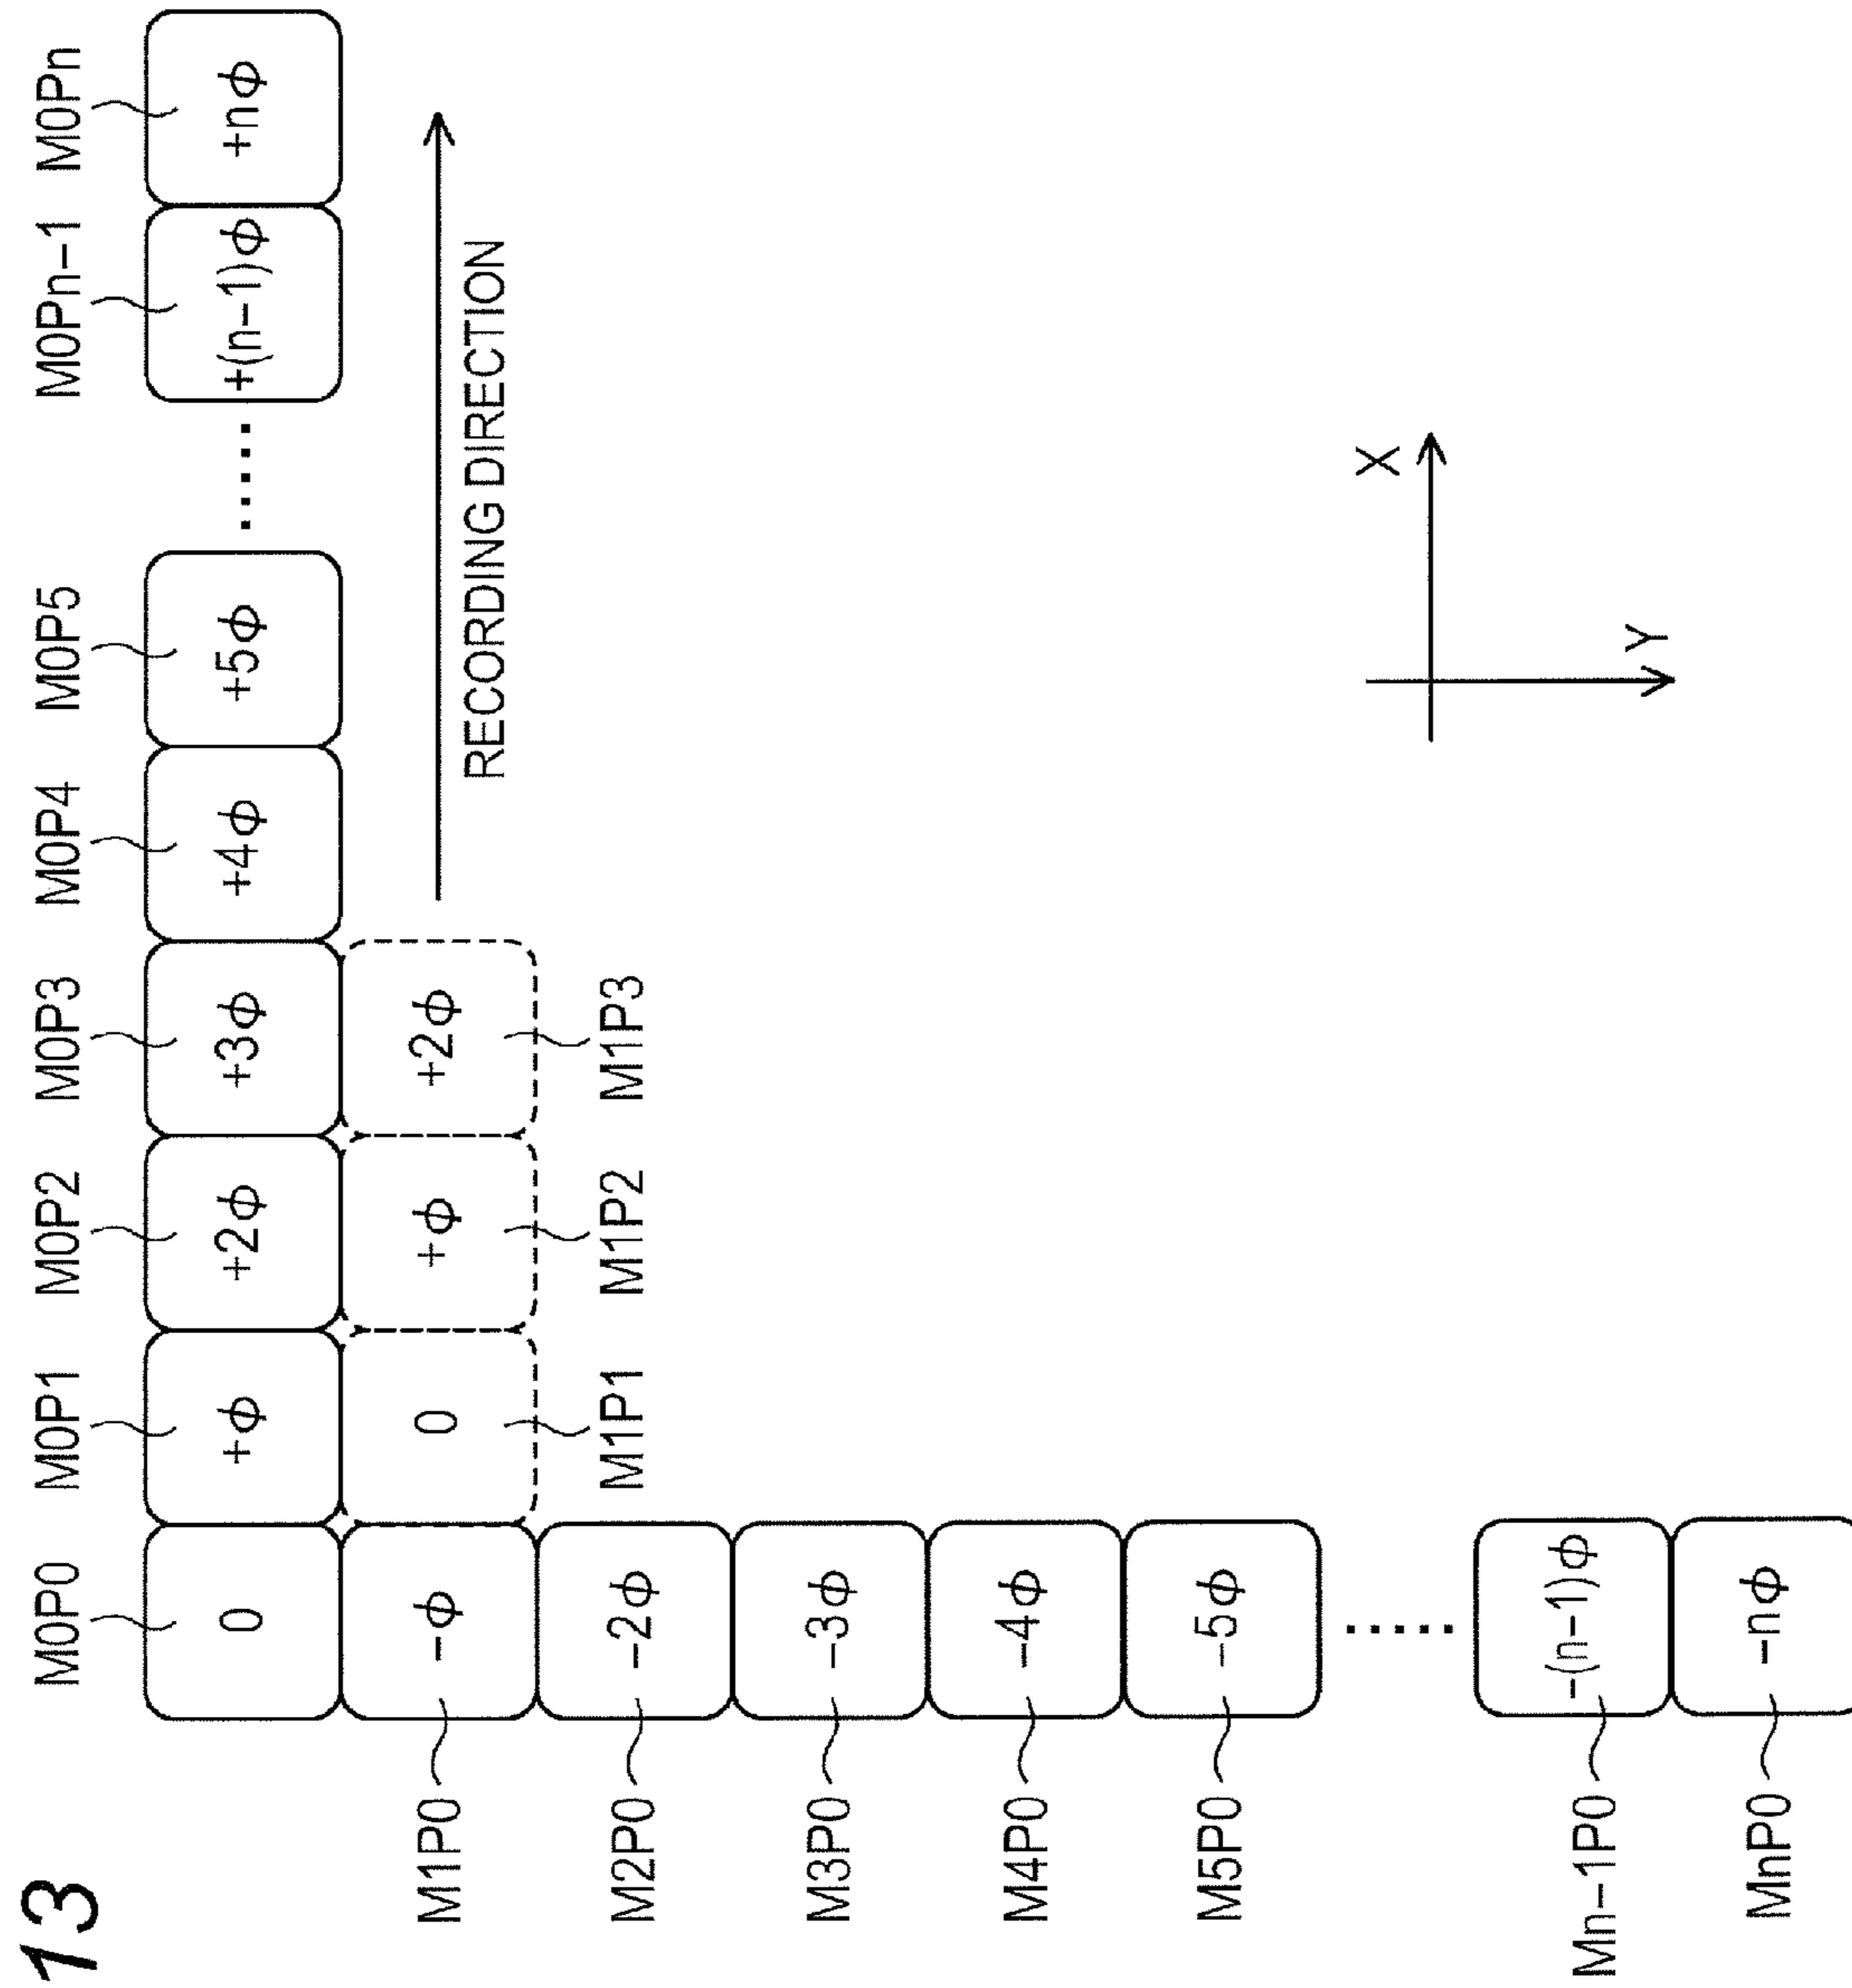 13
M0P0
M0P1
M0P2
M0P3
M0P4
M0P5
M0Pn-1
M0Pn
0
+ϕ
+2ϕ
+3ϕ
+4ϕ
+5ϕ
·····
+(n-1)ϕ
+nϕ
RECORDING DIRECTION
M1P0
-ϕ
0
+ϕ
+2ϕ
M1P1
M1P2
M1P3
M2P0
-2ϕ
M3P0
-3ϕ
M4P0
-4ϕ
M5P0
-5ϕ
·····
Mn-1P0
-(n-1)ϕ
MnP0
-nϕ
X
Y